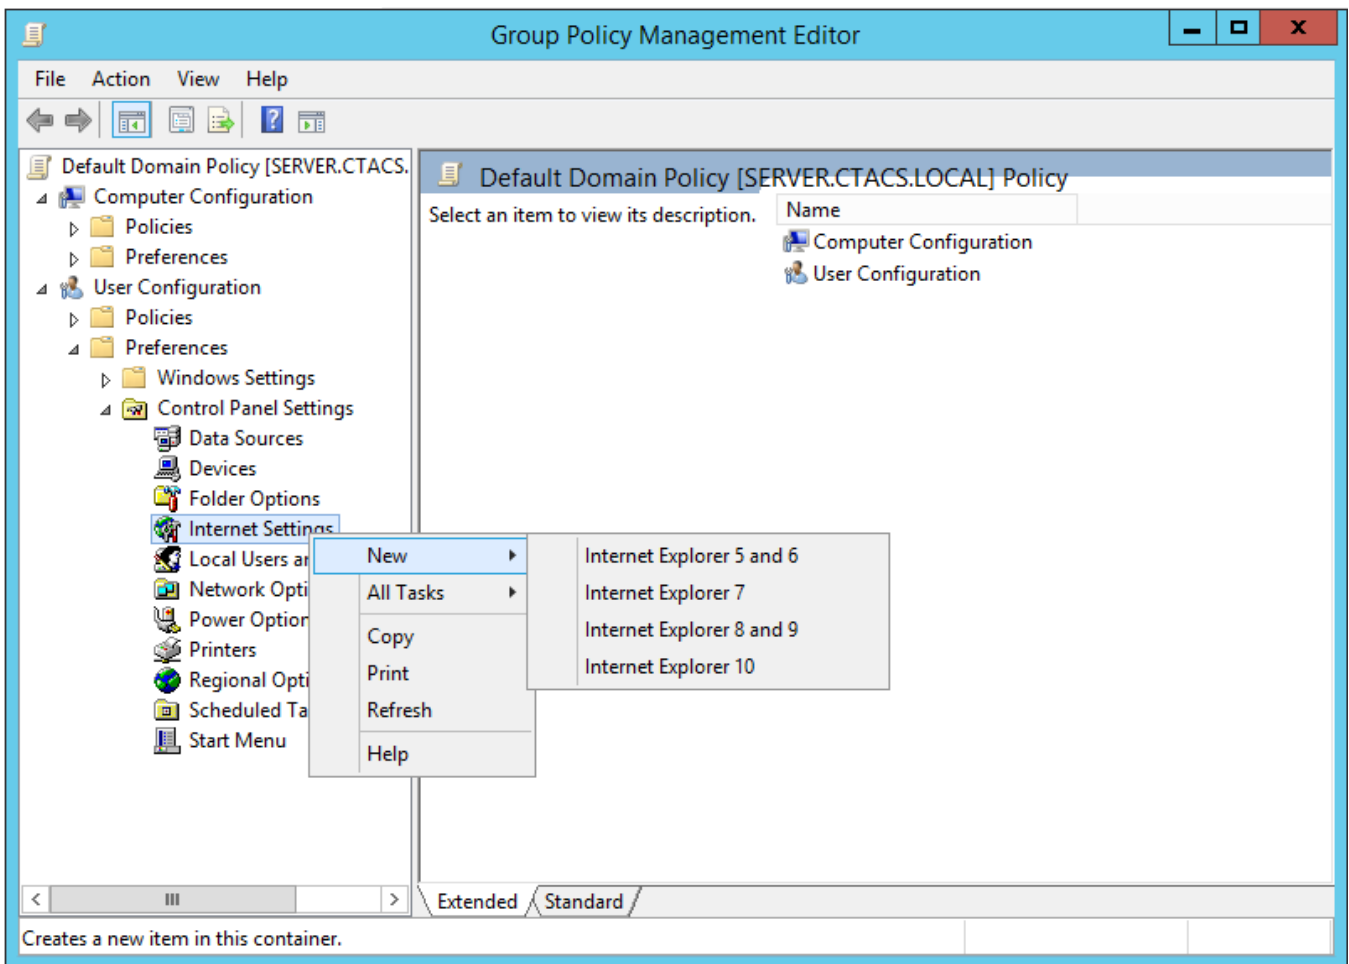 Group Policy Management Editor
File Action View Help
Default Domain Policy [SERVER.CTACS.
Computer Configuration
Policies
Preferences
User Configuration
Policies
Preferences
Windows Settings
Control Panel Settings
Data Sources
Devices
Folder Options
Internet Settings
Local Users ar
Network Opti
Power Option
Printers
Regional Opti
Scheduled Ta
Start Menu
Default Domain Policy [SERVER.CTACS.LOCAL] Policy
Select an item to view its description.
Name
Computer Configuration
User Configuration
New
All Tasks
Copy
Print
Refresh
Help
Internet Explorer 5 and 6
Internet Explorer 7
Internet Explorer 8 and 9
Internet Explorer 10
Extended Standard
Creates a new item in this container.